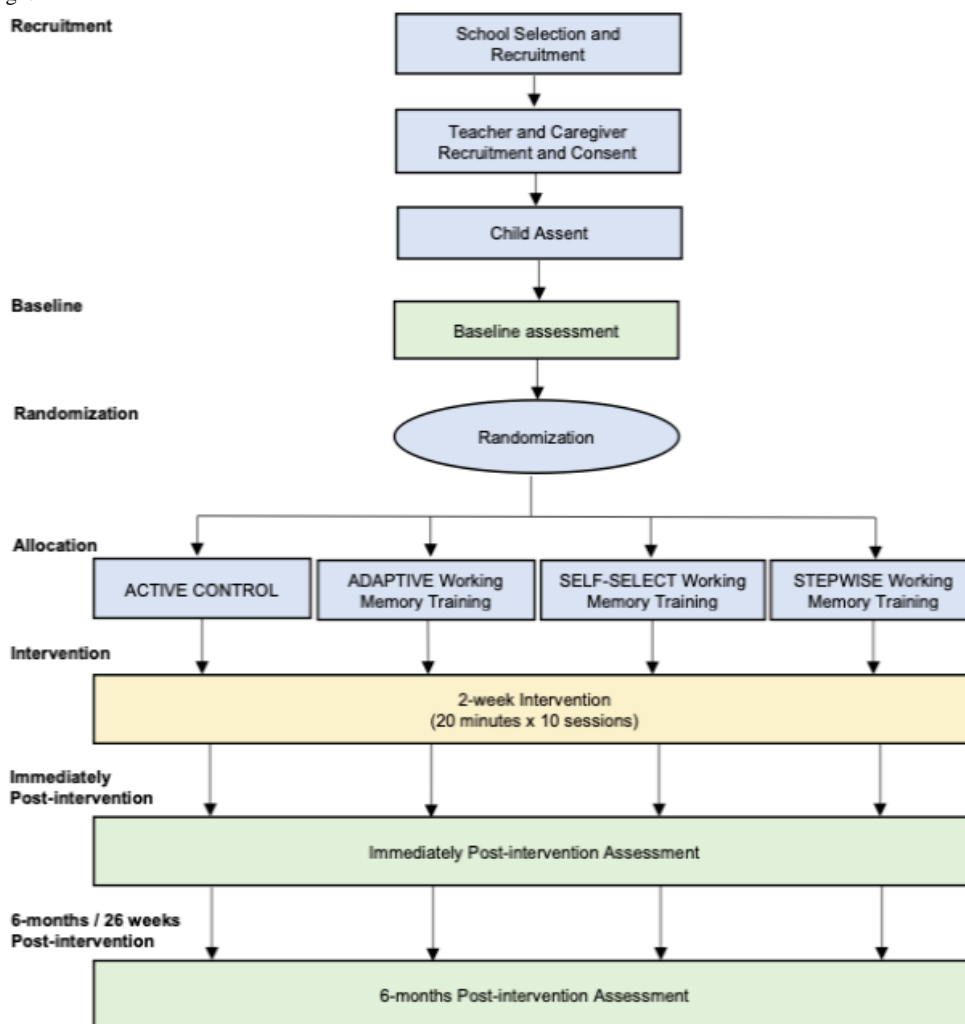 Recruitment
School Selection and
Recruitment
Teacher and Caregiver
Recruitment and Consent
Child Assent
Baseline
Baseline assessment
Randomization
Randomization
Allocation
ACTIVE CONTROL
ADAPTIVE Working
Memory Training
SELF-SELECT Working
Memory Training
STEPWISE Working
Memory Training
Intervention
2-week Intervention
(20 minutes x 10 sessions)
Immediately
Post-intervention
Immediately Post-intervention Assessment
6-months / 26 weeks
Post-intervention
6-months Post-intervention Assessment